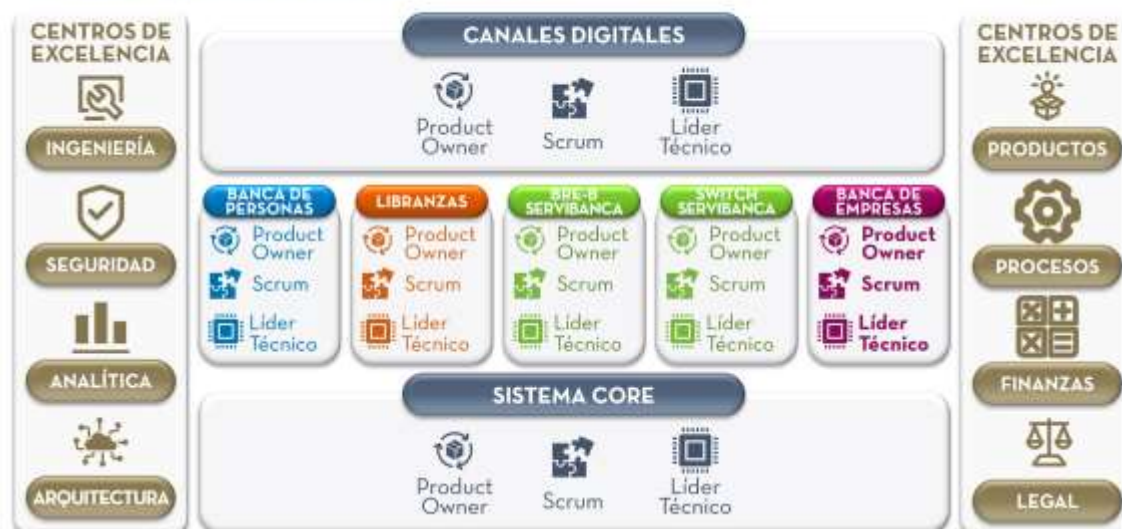 CENTROS DE
EXCELENCIA
INGENIERÍA
SEGURIDAD
ANALÍTICA
ARQUITECTURA
CANALES DIGITALES
Product
Owner
Scrum
Líder
Técnico
BANCA DE
PERSONAS
Product
Owner
Scrum
Líder
Técnico
LIBRANZAS
Product
Owner
Scrum
Líder
Técnico
BRE-B
SERVIBANCA
Product
Owner
Scrum
Líder
Técnico
SWITCH
SERVIBANCA
Product
Owner
Scrum
Líder
Técnico
BANCA DE
EMPRESAS
Product
Owner
Scrum
Líder
Técnico
SISTEMA CORE
Product
Owner
Scrum
Líder
Técnico
CENTROS DE
EXCELENCIA
PRODUCTOS
PROCESOS
FINANZAS
LEGAL